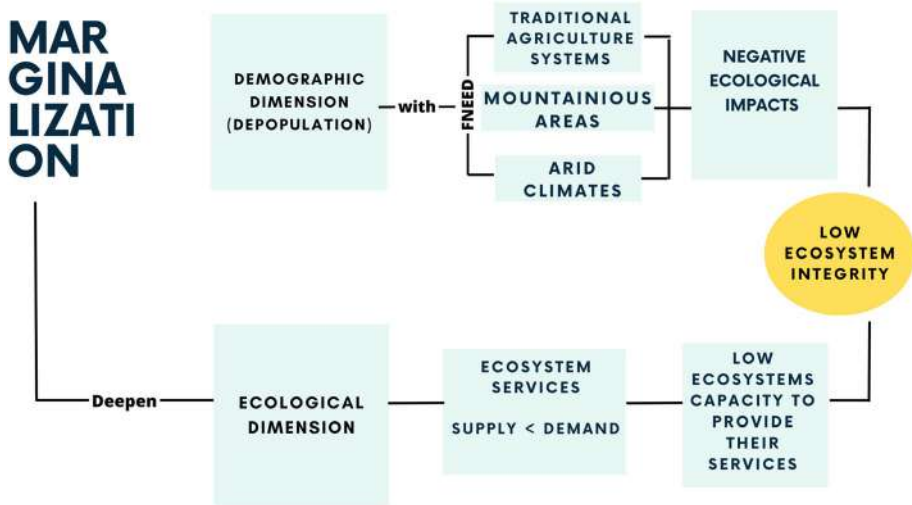 MAR
GINA
LIZATI
ON
DEMOGRAPHIC
DIMENSION
(DEPOPULATION)
with
FNEED
TRADITIONAL
AGRICULTURE
SYSTEMS
MOUNTAINIOUS
AREAS
ARID
CLIMATES
NEGATIVE
ECOLOGICAL
IMPACTS
LOW
ECOSYSTEM
INTEGRITY
Deepen
ECOLOGICAL
DIMENSION
ECOSYSTEM
SERVICES
SUPPLY < DEMAND
LOW
ECOSYSTEMS
CAPACITY TO
PROVIDE
THEIR
SERVICES